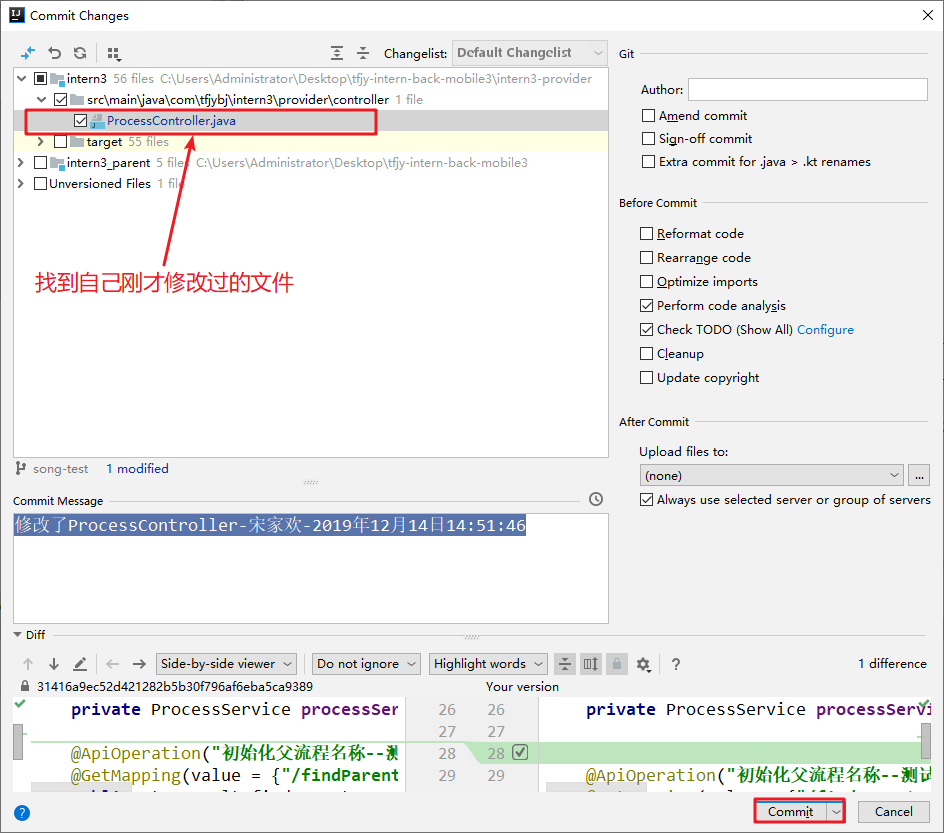 Commit Changes
Changelist: Default Changelist
intern3 56 files C:\Users\Administrator\Desktop\tfjy-intern-back-mobile3\intern3-provider
src\main\java\com\tfjybj\intern3\provider\controller 1 file
ProcessController.java
target 55 files
intern3_parent 5 files C:\Users\Administrator\Desktop\tfjy-intern-back-mobile3
Unversioned Files 1 file
找到自己刚才修改过的文件
song-test 1 modified
Commit Message
修改了ProcessController-宋家欢-2019年12月14日14:51:46
Git
Author:
Amend commit
Sign-off commit
Extra commit for .java > .kt renames
Before Commit
Reformat code
Rearrange code
Optimize imports
Perform code analysis
Check TODO (Show All) Configure
Cleanup
Update copyright
After Commit
Upload files to:
(none)
...
Always use selected server or group of servers
Diff
Side-by-side viewer Do not ignore Highlight words ? 1 difference
31416a9ec52d421282b5b30f796af6eba5ca9389 Your version
private ProcessService processSer 26 26 private ProcessService processServi
27 27
@ApiOperation("初始化父流程名称--测 28 28
@GetMapping(value = {"/findParent 29 29 @ApiOperation("初始化父流程名称--测试
? Commit Cancel